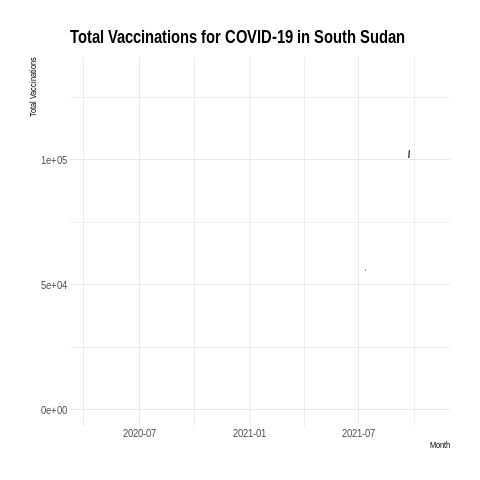 Total Vaccinations for COVID-19 in South Sudan
Total Vaccinations
1e+05
5e+04
0e+00
2020-07 2021-01 2021-07
Month